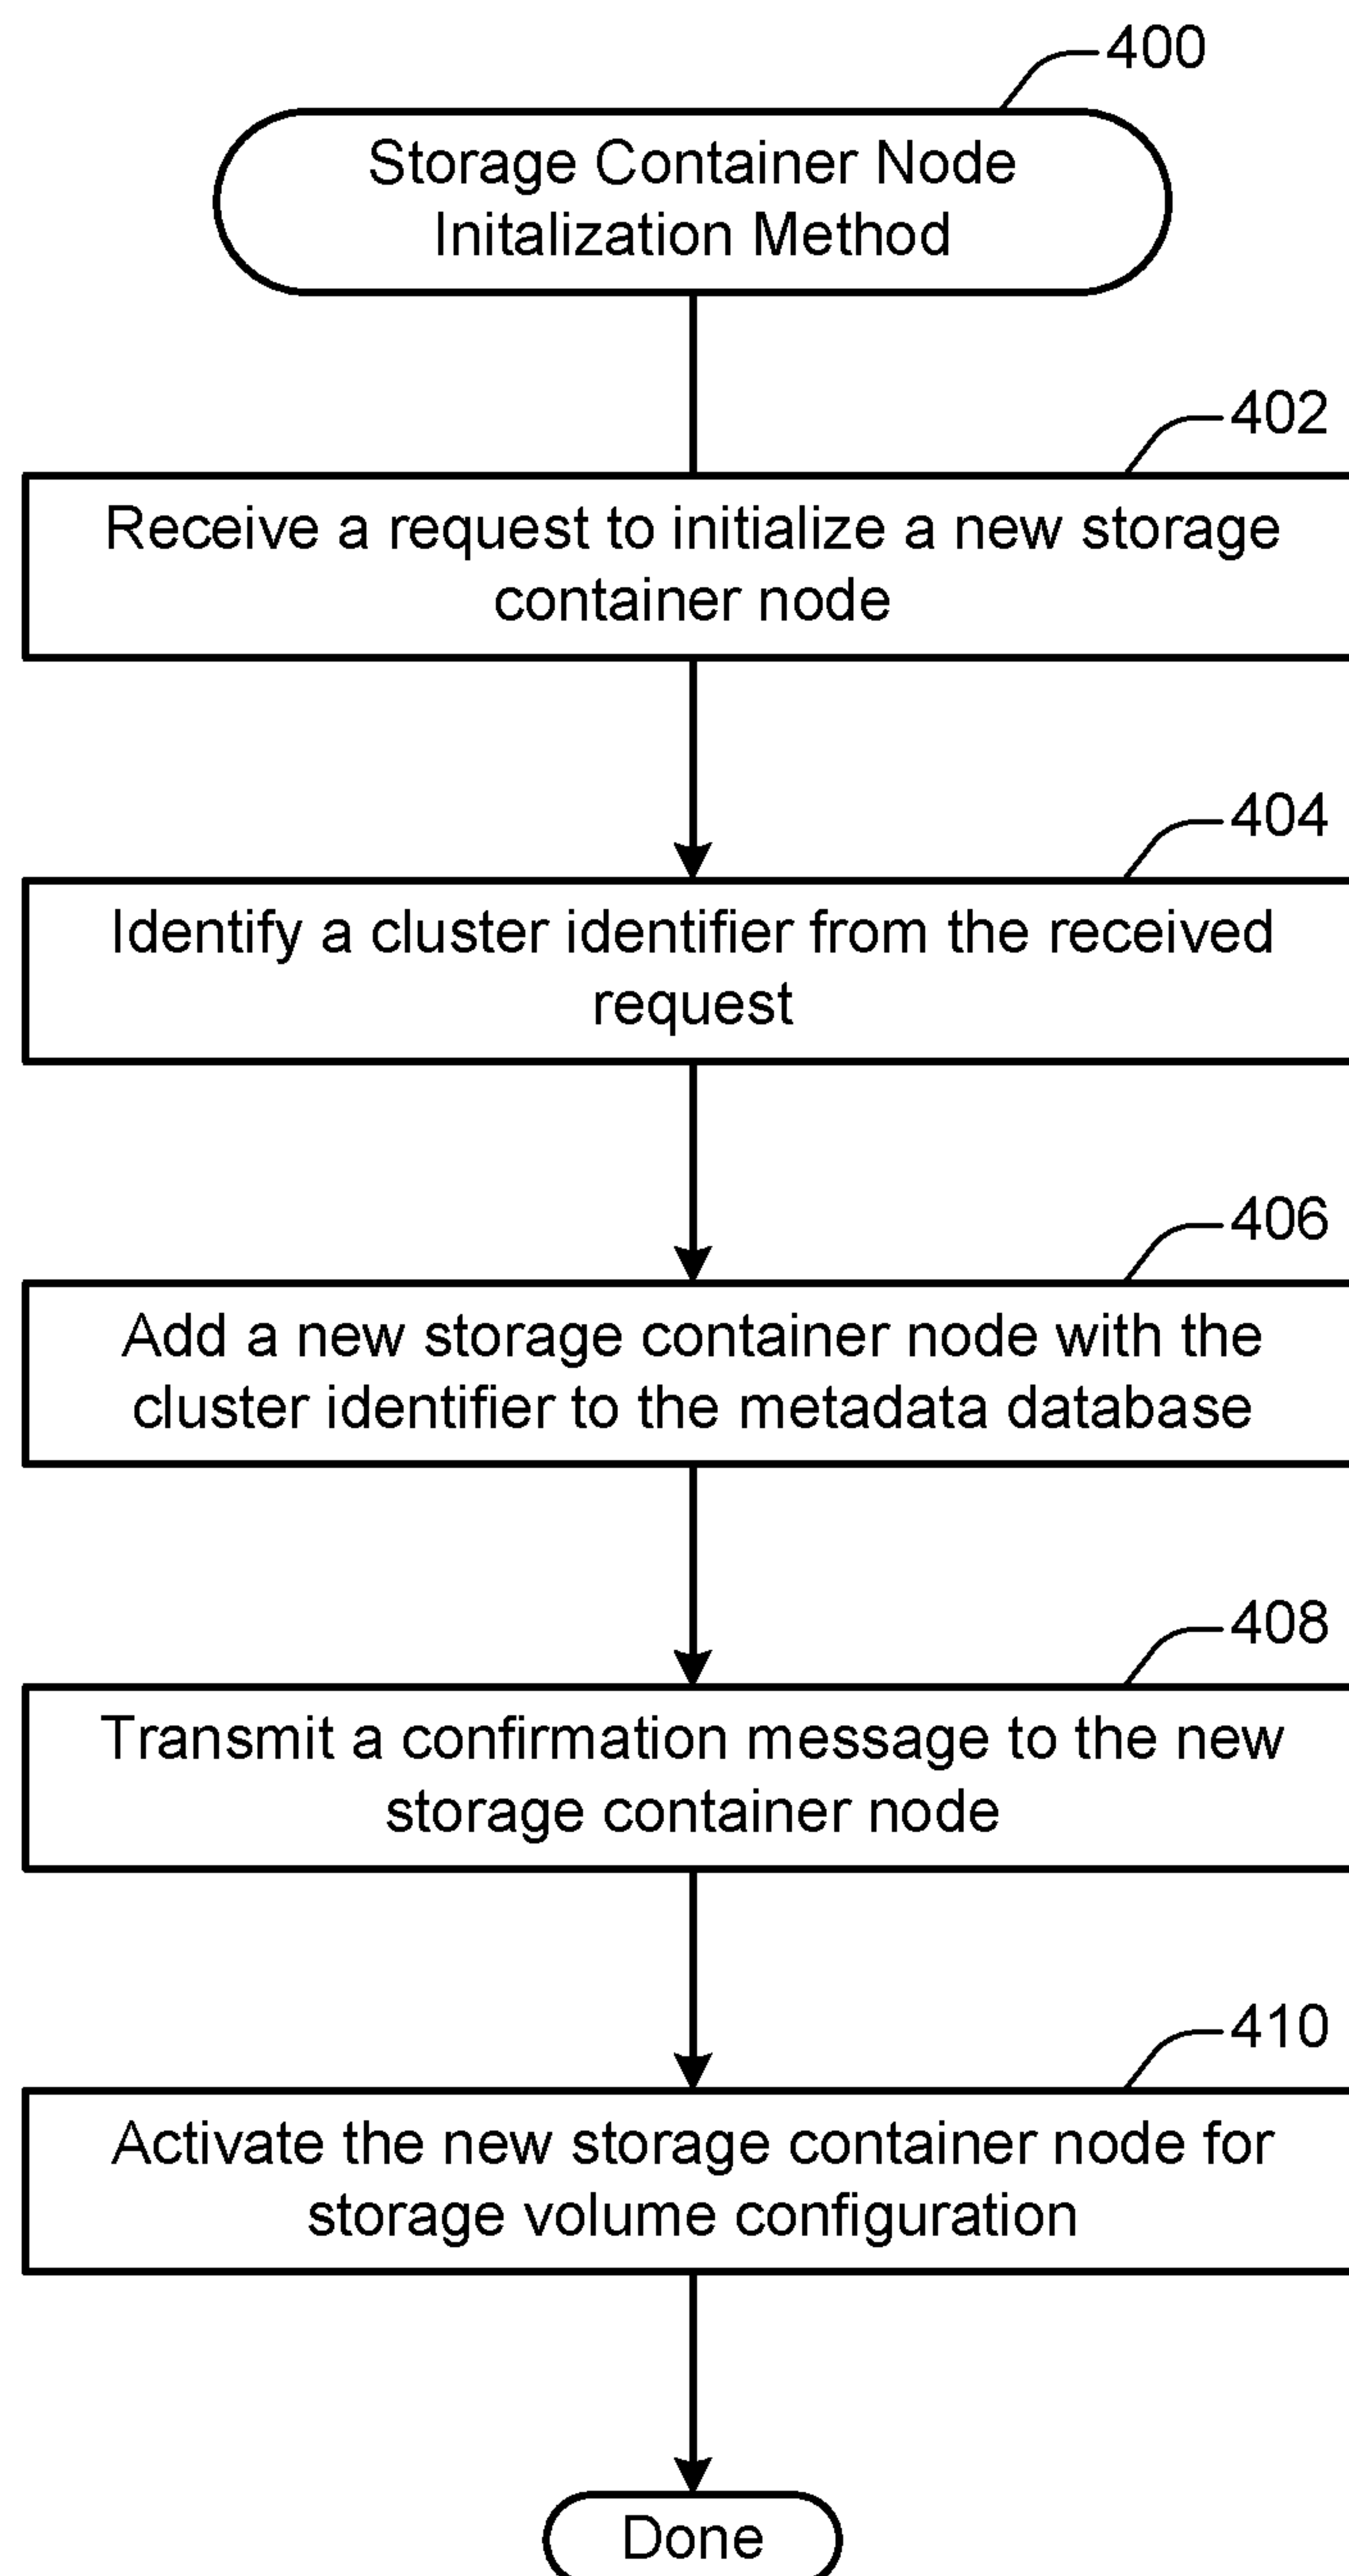 400
Storage Container Node
Initalization Method
402
Receive a request to initialize a new storage
container node
404
Identify a cluster identifier from the received
request
406
Add a new storage container node with the
cluster identifier to the metadata database
408
Transmit a confirmation message to the new
storage container node
410
Activate the new storage container node for
storage volume configuration
Done